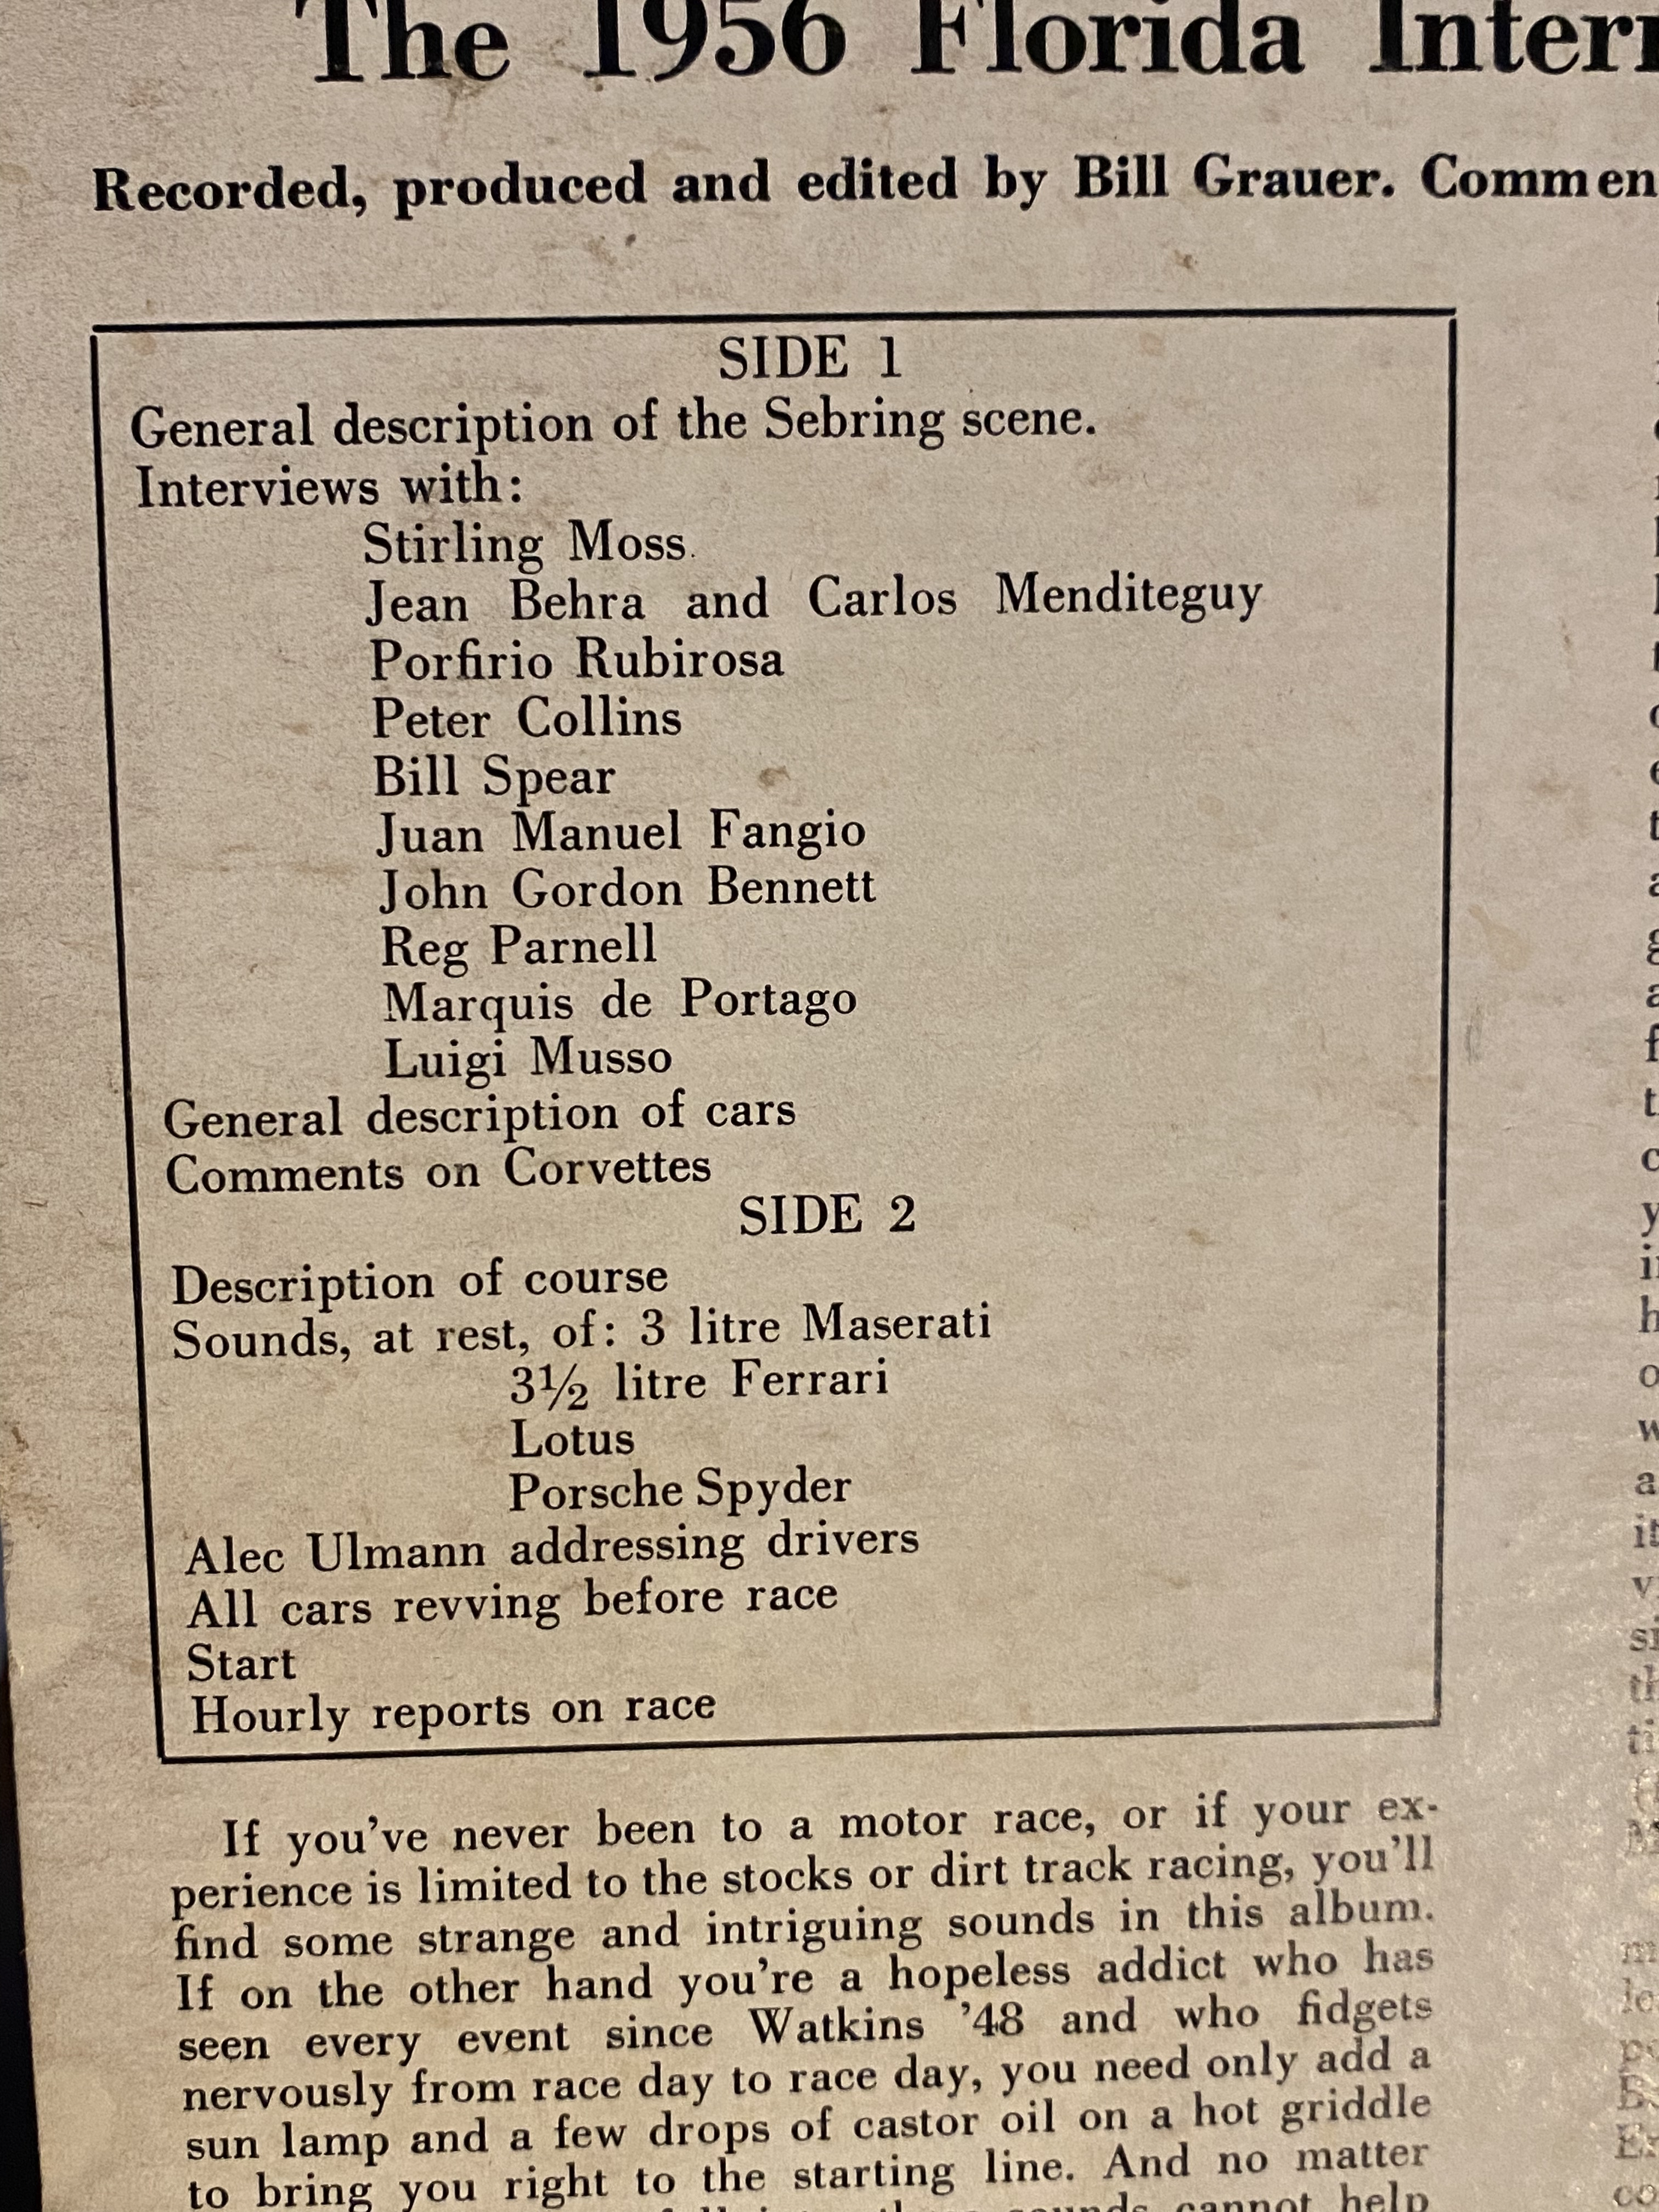 The 1956 Florida
Recorded, produced and edited by Bill Grauer.
SIDE 1
General description of the Sebring scene.
Interviews with:
Stirling Moss.
Jean Behra and Carlos Menditeguy
Porfirio Rubirosa
Peter Collins
Bill Spear
Juan Manuel Fangio
John Gordon Bennett
Reg Parnell
Marquis de Portago
Luigi Musso
General description of cars
Comments on Corvettes
SIDE 2
Description of course
Sounds, at rest, of: 3 litre Maserati
3½ litre Ferrari
Lotus
Porsche Spyder
Alec Ulmann addressing drivers
All cars revving before race
Start
Hourly reports on race
If you've never been to a motor race, or if your ex-
perience is limited to the stocks or dirt track racing, you'll
find some strange and intriguing sounds in this album.
If on the other hand you're a hopeless addict who has
seen every event since Watkins '48 and who fidgets
nervously from race day to race day, you need only add a
sun lamp and a few drops of castor oil on a hot griddle
to bring you right to the starting line. And no matter
sounds cannot help